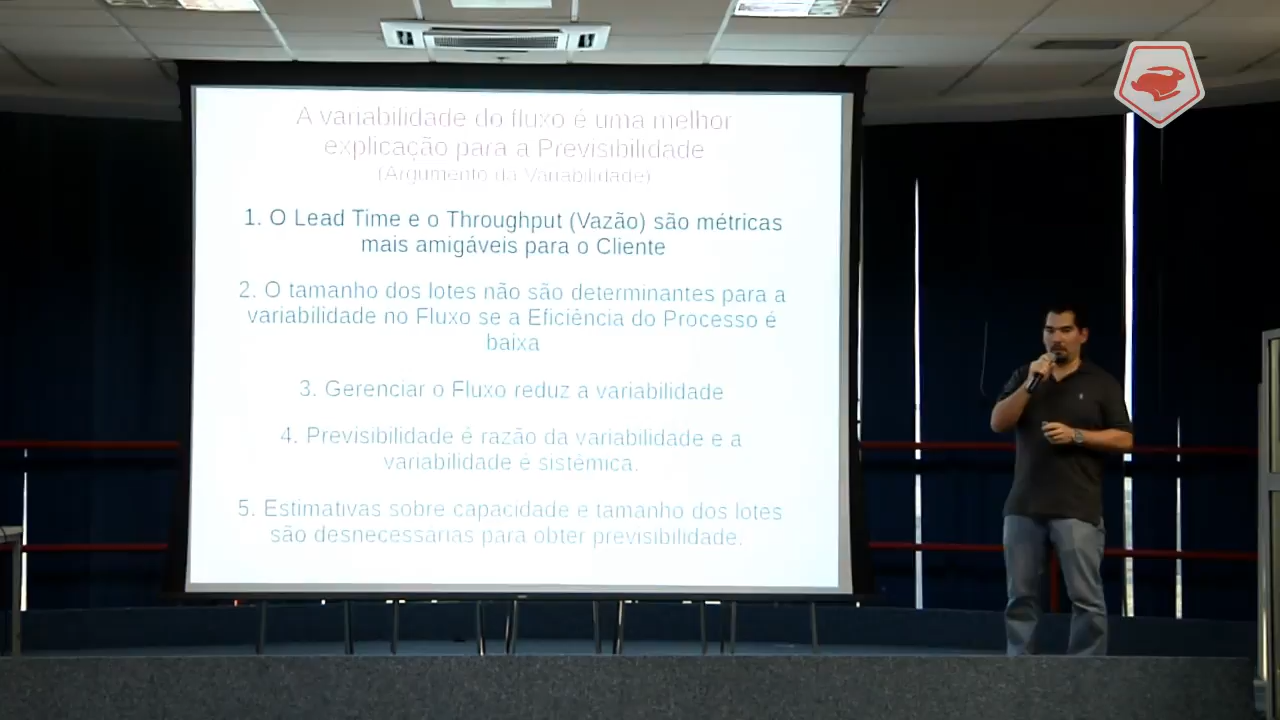 A variabilidade do fluxo é uma melhor
explicação para a Previsibilidade
(Argumento da Variabilidade)
1. O Lead Time e o Throughput (Vazão) são métricas
mais amigáveis para o Cliente
2. O tamanho dos lotes não são determinantes para a
variabilidade no Fluxo se a Eficiência do Processo é
baixa
3. Gerenciar o Fluxo reduz a variabilidade
4. Previsibilidade é razão da variabilidade e a
variabilidade é sistêmica.
5. Estimativas sobre capacidade e tamanho dos lotes
são desnecessárias para obter previsibilidade.